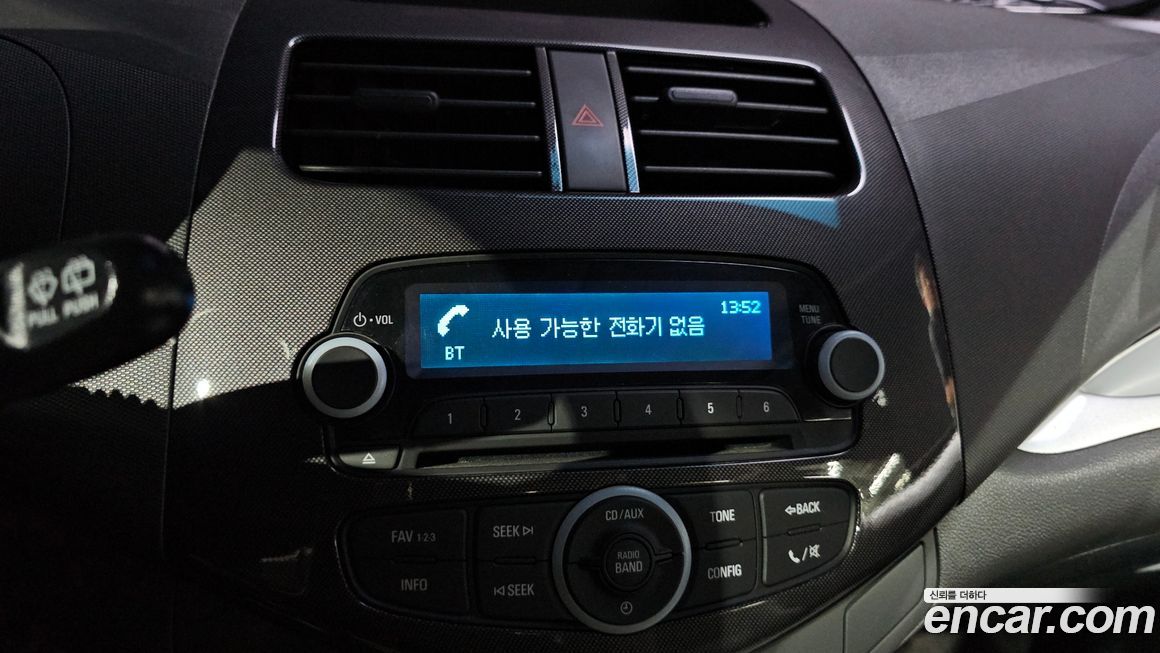 PULL PUSH
VOL
13:52
사용 가능한 전화기 없음
BT
MENU
TUNE
1 2 3 4 5 6
FAV 1·2·3
SEEK
CD/AUX
TONE
BACK
RADIO
BAND
INFO
SEEK
CONFIG
신뢰를 더하다
encar.com